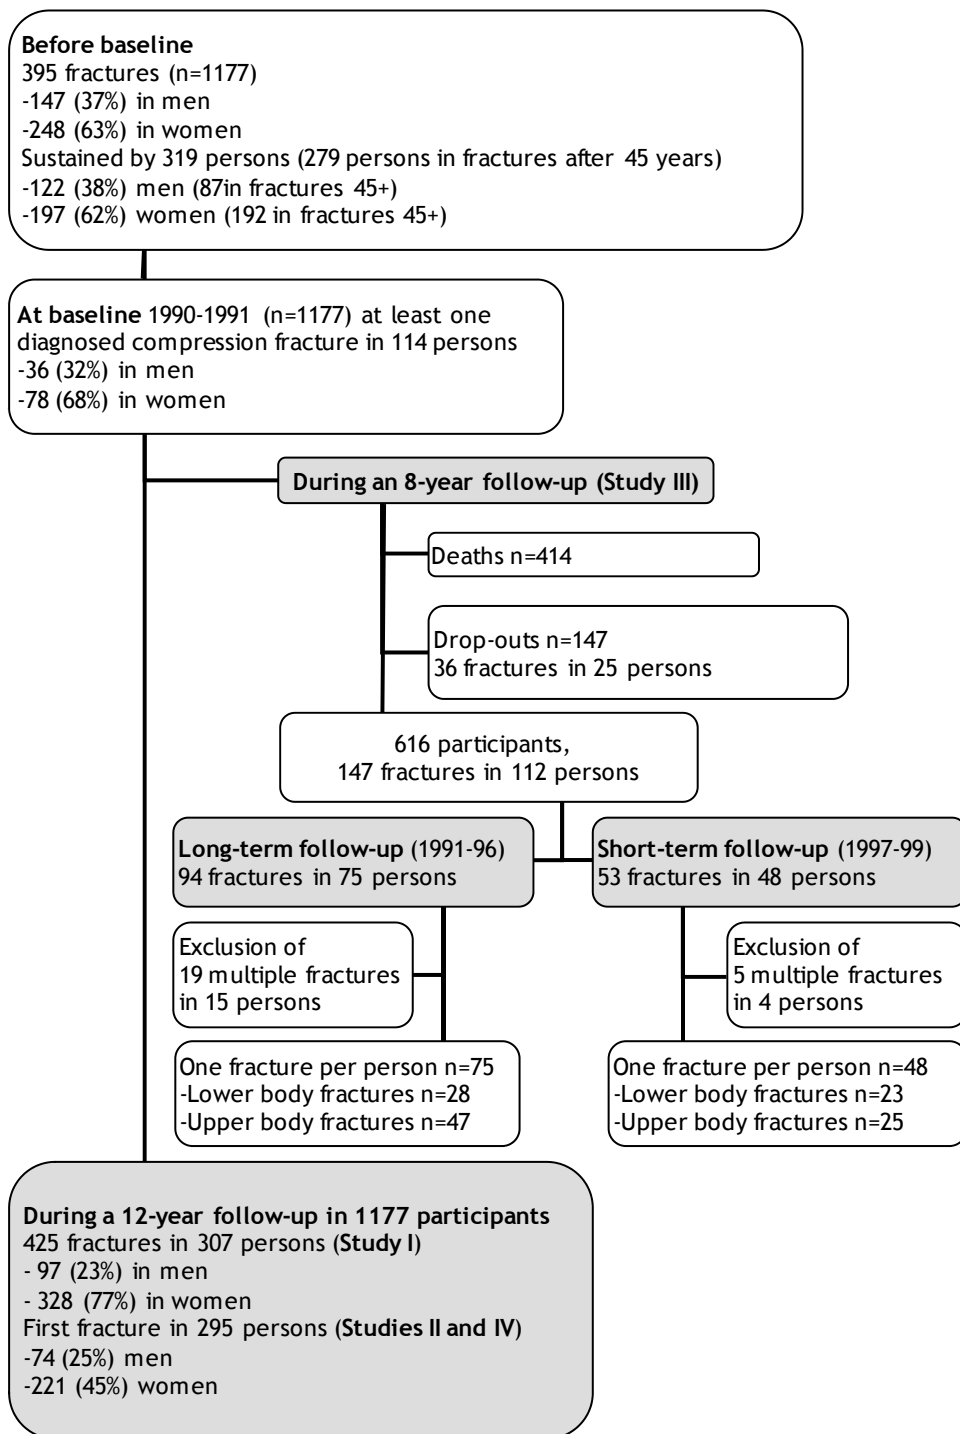 Before baseline
395 fractures (n=1177)
-147 (37%) in men
-248 (63%) in women
Sustained by 319 persons (279 persons in fractures after 45 years)
-122 (38%) men (87in fractures 45+)
-197 (62%) women (192 in fractures 45+)
At baseline 1990-1991 (n=1177) at least one
diagnosed compression fracture in 114 persons
-36 (32%) in men
-78 (68%) in women
During an 8-year follow-up (Study III)
Deaths n=414
Drop-outs n=147
36 fractures in 25 persons
616 participants,
147 fractures in 112 persons
Long-term follow-up (1991-96)
94 fractures in 75 persons
Short-term follow-up (1997-99)
53 fractures in 48 persons
Exclusion of
19 multiple fractures
in 15 persons
Exclusion of
5 multiple fractures
in 4 persons
One fracture per person n=75
-Lower body fractures n=28
-Upper body fractures n=47
One fracture per person n=48
-Lower body fractures n=23
-Upper body fractures n=25
During a 12-year follow-up in 1177 participants
425 fractures in 307 persons (Study I)
- 97 (23%) in men
- 328 (77%) in women
First fracture in 295 persons (Studies II and IV)
-74 (25%) men
-221 (45%) women